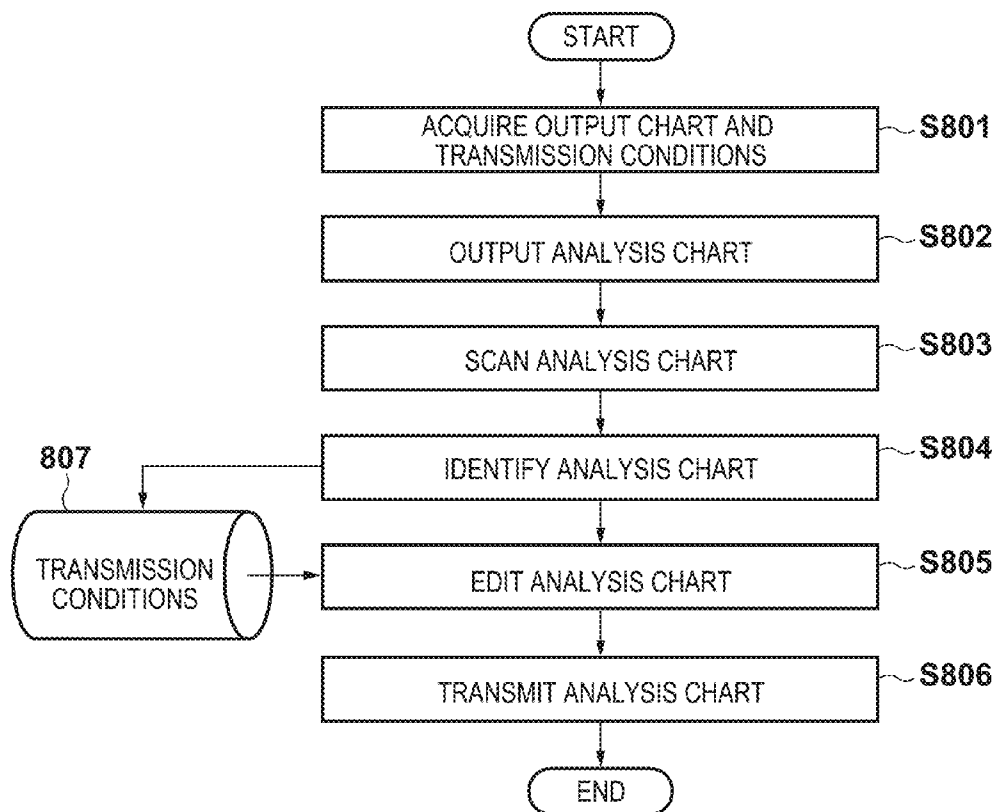 START
ACQUIRE OUTPUT CHART AND
TRANSMISSION CONDITIONS
S801
OUTPUT ANALYSIS CHART
S802
SCAN ANALYSIS CHART
S803
IDENTIFY ANALYSIS CHART
S804
807
TRANSMISSION
CONDITIONS
EDIT ANALYSIS CHART
S805
TRANSMIT ANALYSIS CHART
S806
END